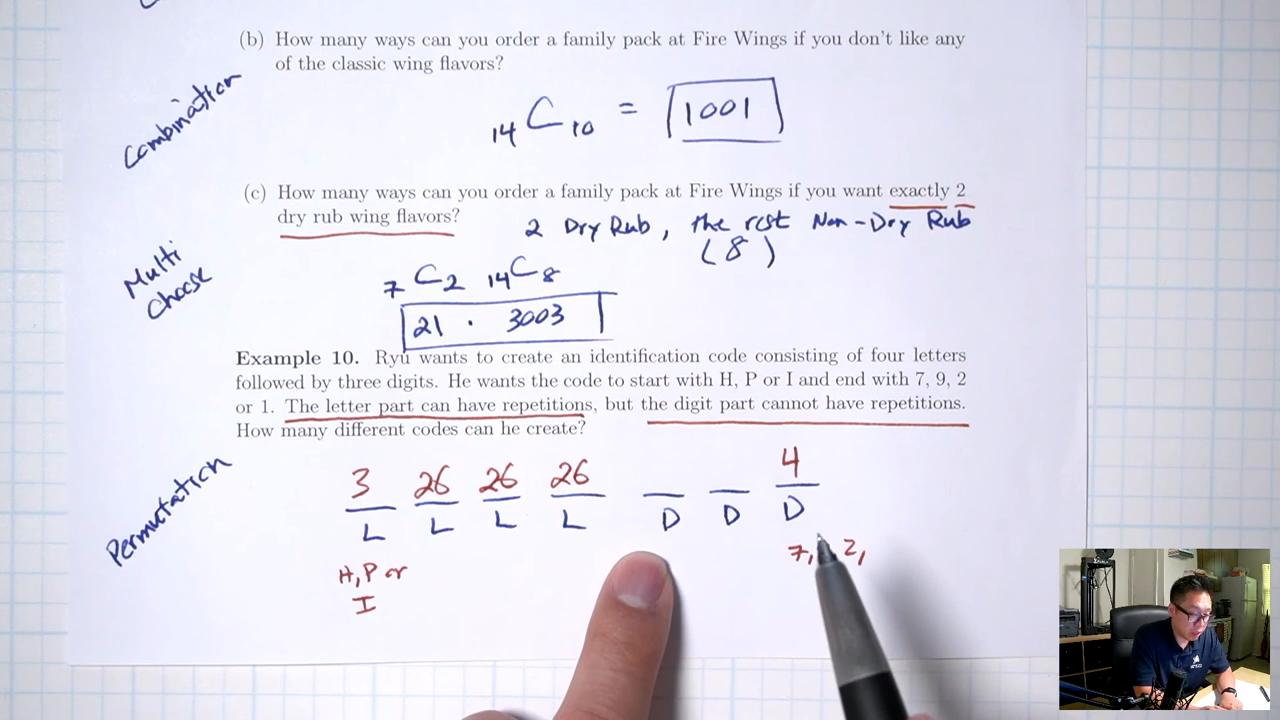 (b) How many ways can you order a family pack at Fire Wings if you don't like any
of the classic wing flavors?
Combination
14 C 10 = 1001
(c) How many ways can you order a family pack at Fire Wings if you want exactly 2
dry rub wing flavors?
2 Dry Rub, the rest Non-Dry Rub
(8)
Multi
Choose
7 C 2 14 C 8
21 · 3003
Example 10. Ryu wants to create an identification code consisting of four letters
followed by three digits. He wants the code to start with H, P or I and end with 7, 9, 2
or 1. The letter part can have repetitions, but the digit part cannot have repetitions.
How many different codes can he create?
Permutation
3 26 26 26 4
L L L L D D D
H, P or
I
7, 2,